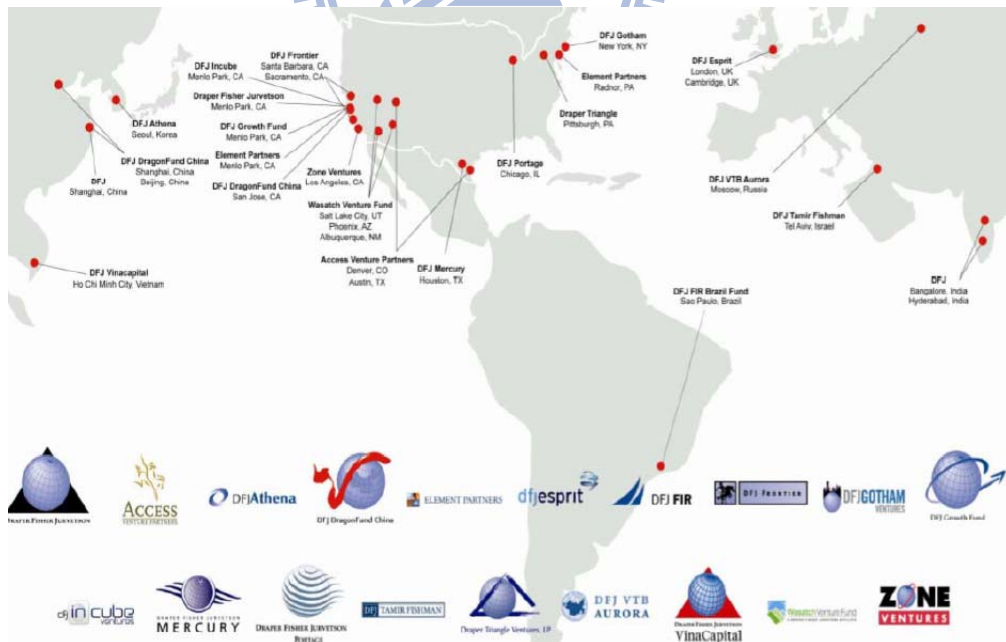 DFJ Gotham
New York, NY
DFJ Frontier
Santa Barbara, CA
Sacramento, CA
DFJ Incube
Menlo Park, CA
DFJ Esprit
London, UK
Cambridge, UK
Element Partners
Radnor, PA
Draper Fisher Jurvetson
Menlo Park, CA
Draper Triangle
Pittsburgh, PA
DFJ Athena
Seoul, Korea
DFJ Growth Fund
Menlo Park, CA
Element Partners
Menlo Park, CA
DFJ DragonFund China
Shanghai, China
Beijing, China
DFJ Portage
Chicago, IL
Zone Ventures
Los Angeles, CA
DFJ
Shanghai, China
DFJ DragonFund China
San Jose, CA
DFJ VTB Aurora
Moscow, Russia
Wasatch Venture Fund
Salt Lake City, UT
Phoenix, AZ
Albuquerque, NM
DFJ Tamir Fishman
Tel Aviv, Israel
Access Venture Partners
Denver, CO
Austin, TX
DFJ Mercury
Houston, TX
DFJ Vinacapital
Ho Chi Minh City, Vietnam
DFJ
Bangalore, India
Hyderabad, India
DFJ FIR Brazil Fund
Sao Paulo, Brazil
DRAPER FISHER JURVETSON
ACCESS
VENTURE PARTNERS
DFJAthena
DFJ DragonFund China
ELEMENT PARTNERS
dfjesprit
DFJ FIR
DFJ FRONTIER
DFJGOTHAM
VENTURES
DFJ Growth Fund
dfj in cube
ventures
DRAPER FISHER JURVETSON
MERCURY
DRAPER FISHER JURVETSON
PORTAGE
DFJ TAMIR FISHMAN
Draper Triangle Ventures, LP
DFJ VTB
AURORA
DRAPER FISHER JURVETSON
VinaCapital
WasatchVentureFund
ZONE
VENTURES